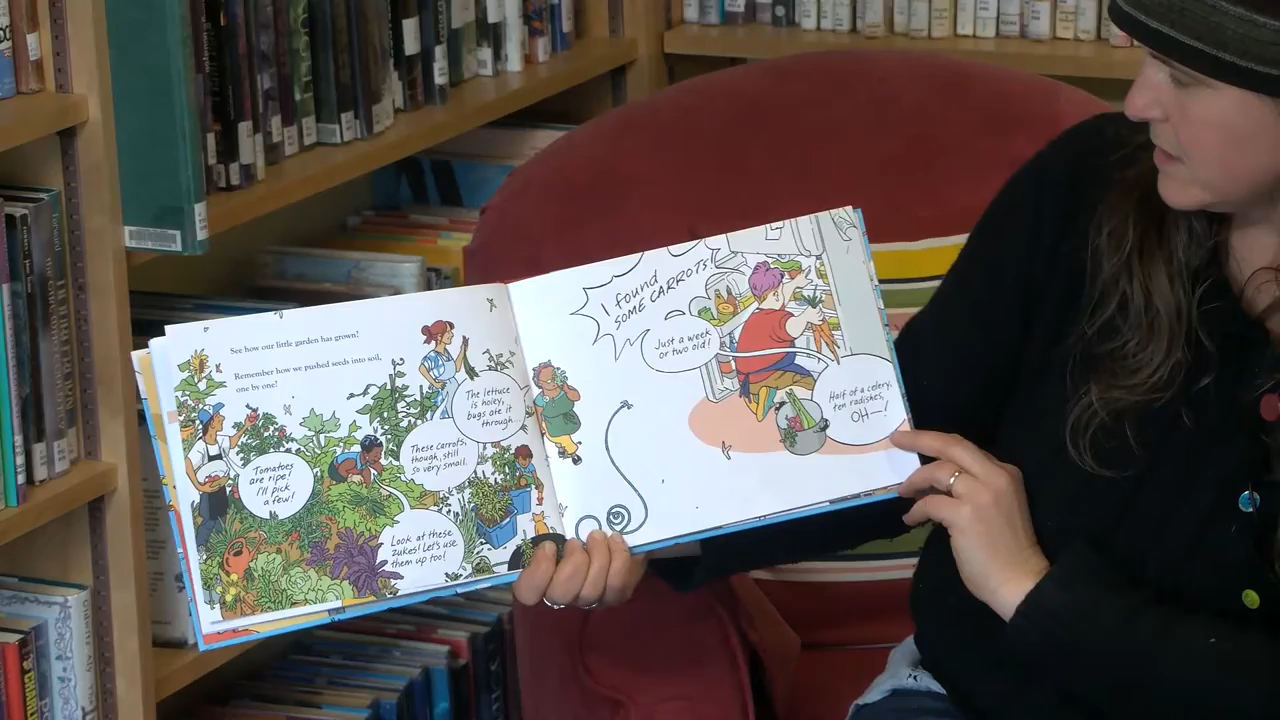 See how our little garden has grown?
Remember how we pushed seeds into soil,
one by one?
The lettuce
is holey,
bugs ate it
through.
These carrots,
though, still
so very small.
Tomatoes
are ripe!
I'll pick
a few!
Look at these
zukes! Let's use
them up too!
I found
SOME CARROTS!
Just a week
or two old!
Half of a celery,
ten radishes,
OH—!